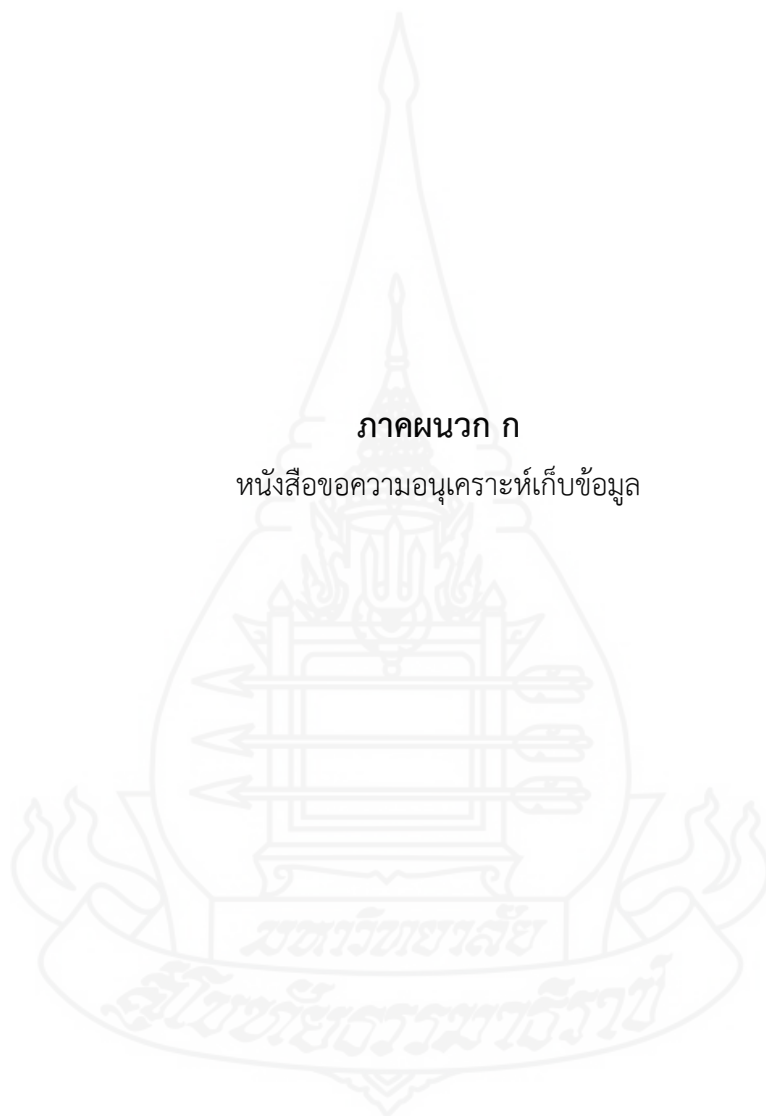 ภาคผนวก ก
หนังสือขอความอนุเคราะห์เก็บข้อมูล
มหาวิทยาลัย
สุโขทัยธรรมาธิราช